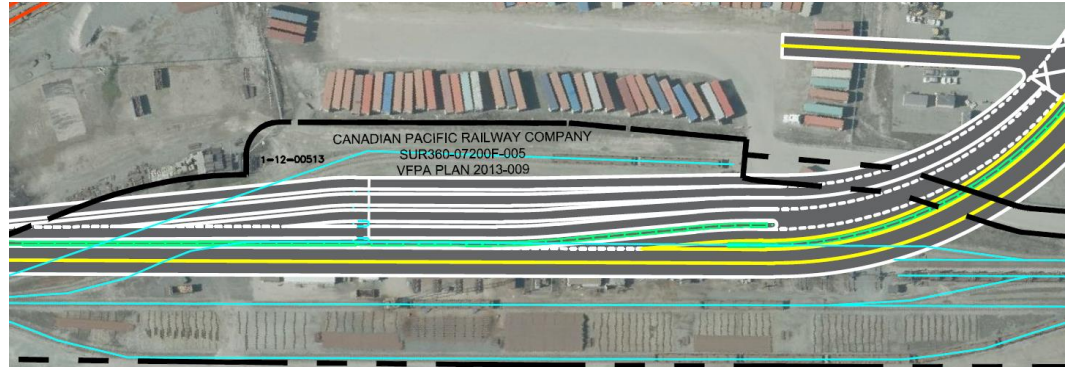 CANADIAN PACIFIC RAILWAY COMPANY
1-12-00513
SUR360-07200F-005
VFPA PLAN 2013-009